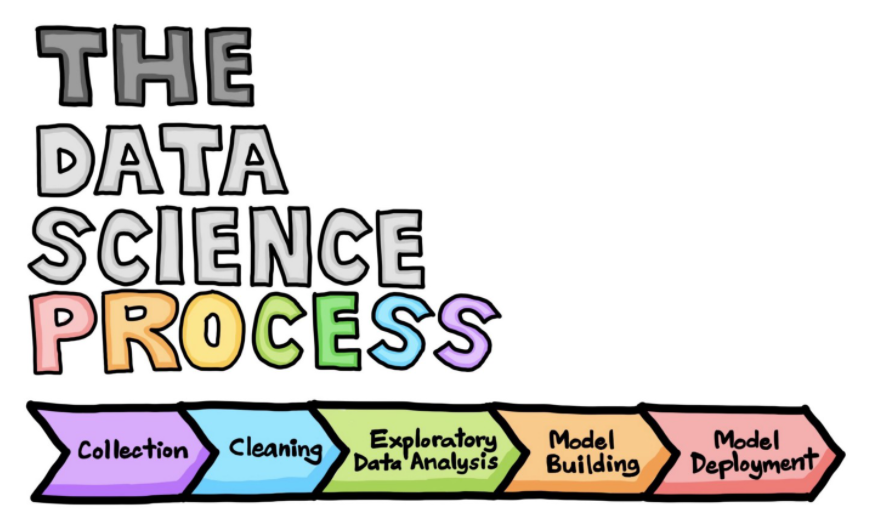 THE
DATA
SCIENCE
PROCESS
Collection
Cleaning
Exploratory
Data Analysis
Model
Building
Model
Deployment